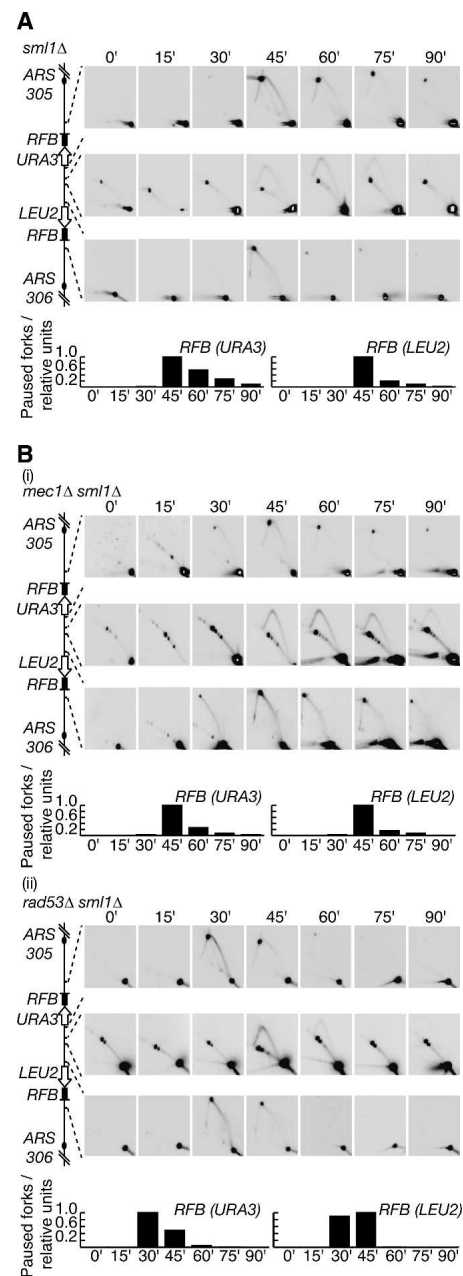 A
sml1Δ
0' 15' 30' 45' 60' 75' 90'
ARS
305
RFB
URA3
LEU2
RFB
ARS
306
Paused forks /
relative units
RFB (URA3) RFB (LEU2)
1.0
0.6
0.2
0' 15' 30' 45' 60' 75' 90' 0' 15' 30' 45' 60' 75' 90'
B
(i)
mec1Δ sml1Δ
0' 15' 30' 45' 60' 75' 90'
ARS
305
RFB
URA3
LEU2
RFB
ARS
306
Paused forks /
relative units
RFB (URA3) RFB (LEU2)
1.0
0.6
0.2
0' 15' 30' 45' 60' 75' 90' 0' 15' 30' 45' 60' 75' 90'
(ii)
rad53Δ sml1Δ
0' 15' 30' 45' 60' 75' 90'
ARS
305
RFB
URA3
LEU2
RFB
ARS
306
Paused forks /
relative units
RFB (URA3) RFB (LEU2)
1.0
0.6
0.2
0' 15' 30' 45' 60' 75' 90' 0' 15' 30' 45' 60' 75' 90'